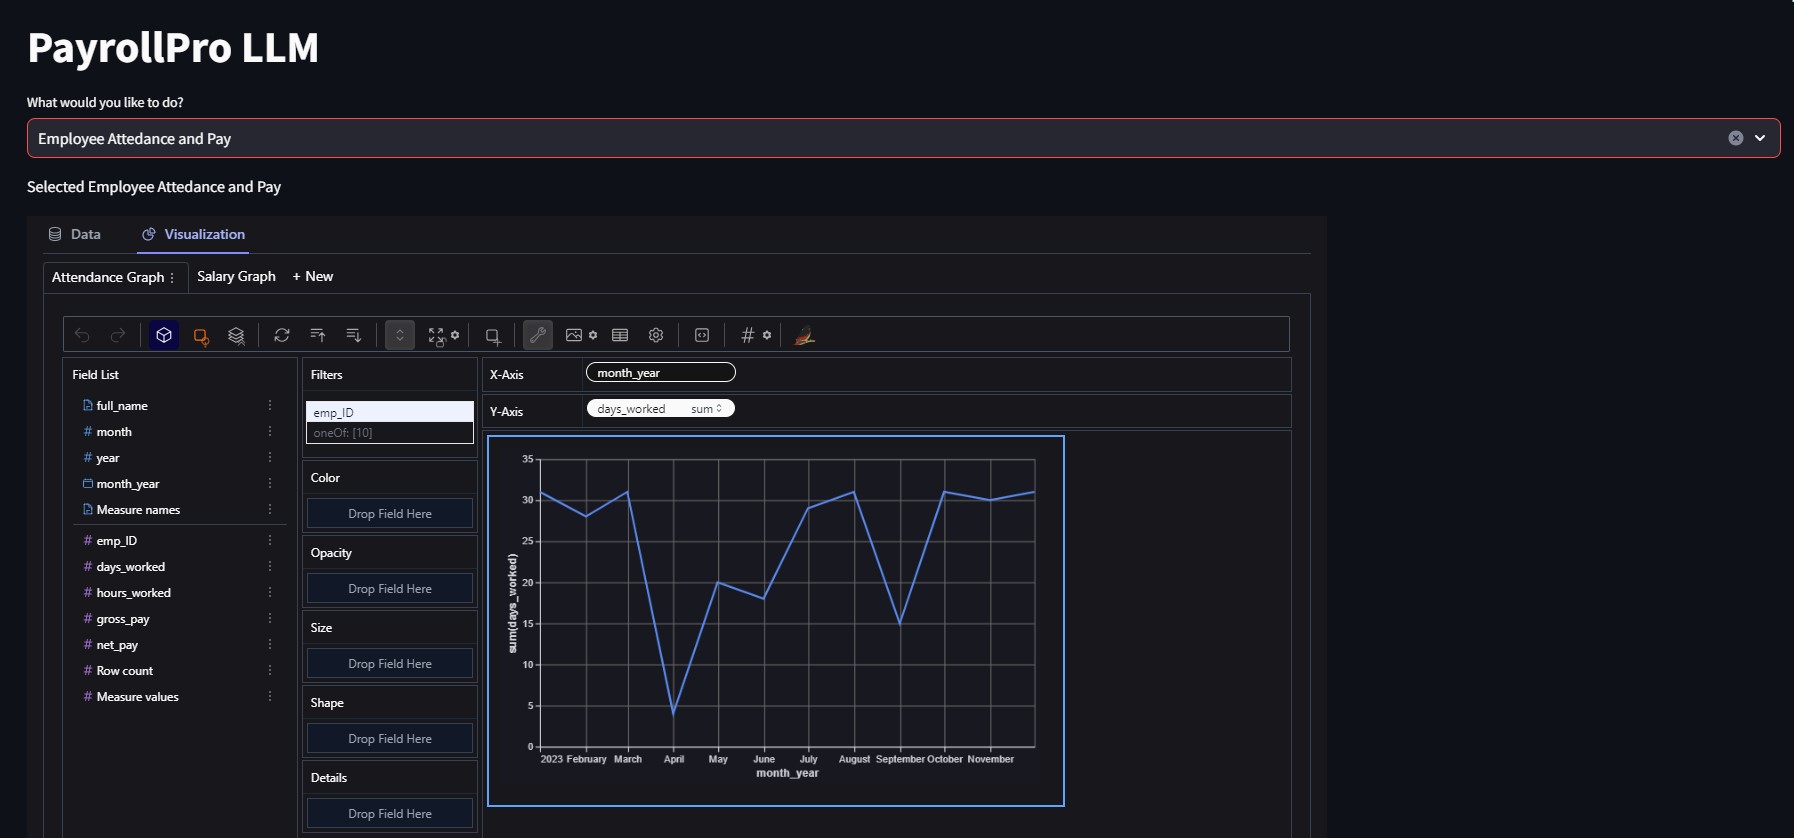 PayrollPro LLM
What would you like to do?
Employee Attedance and Pay
Selected Employee Attedance and Pay
Data
Visualization
Attendance Graph
Salary Graph
+ New
Field List
full_name
# month
# year
month_year
Measure names
# emp_ID
# days_worked
# hours_worked
# gross_pay
# net_pay
# Row count
# Measure values
Filters
emp_ID
oneOf: [10]
Color
Drop Field Here
Opacity
Drop Field Here
Size
Drop Field Here
Shape
Drop Field Here
Details
Drop Field Here
X-Axis
month_year
Y-Axis
days_worked sum
35
30
25
20
15
10
5
0
sum(days_worked)
2023 February March April May June July August September October November
month_year